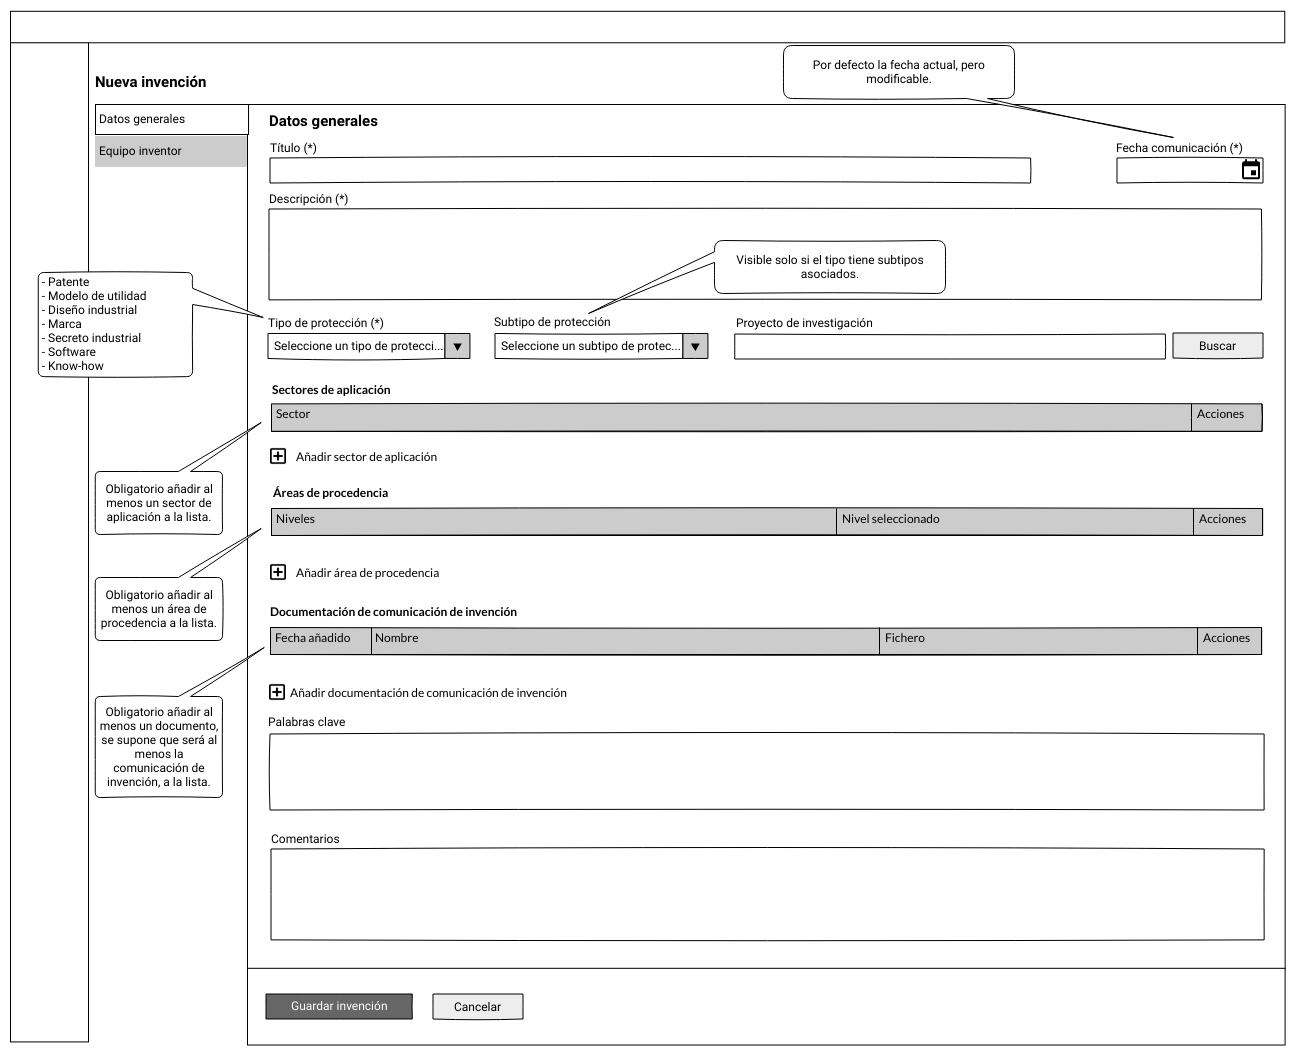 Por defecto la fecha actual, pero
modificable.
Nueva invención
Datos generales
Equipo inventor
Datos generales
Título (*)
Fecha comunicación (*)
Descripción (*)
Visible solo si el tipo tiene subtipos
asociados.
- Patente
- Modelo de utilidad
- Diseño industrial
- Marca
- Secreto industrial
- Software
- Know-how
Tipo de protección (*)
Subtipo de protección
Proyecto de investigación
Seleccione un tipo de protecci...
Seleccione un subtipo de protec...
Buscar
Sectores de aplicación
Sector
Acciones
Añadir sector de aplicación
Obligatorio añadir al
menos un sector de
aplicación a la lista.
Áreas de procedencia
Niveles
Nivel seleccionado
Acciones
Añadir área de procedencia
Obligatorio añadir al
menos un área de
procedencia a la lista.
Documentación de comunicación de invención
Fecha añadido
Nombre
Fichero
Acciones
Añadir documentación de comunicación de invención
Obligatorio añadir al
menos un documento,
se supone que será al
menos la
comunicación de
invención, a la lista.
Palabras clave
Comentarios
Guardar invención
Cancelar